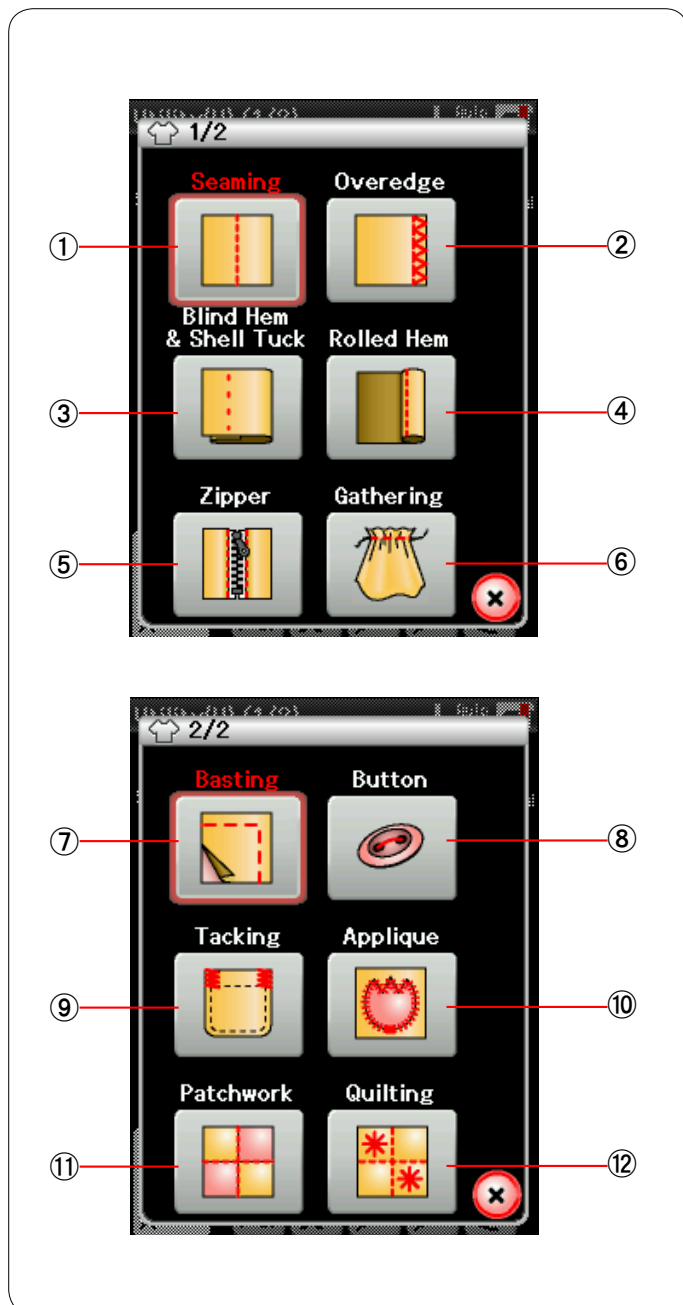 1/2
Seaming Overedge
① ②
Blind Hem
& Shell Tuck Rolled Hem
③ ④
Zipper Gathering
⑤ ⑥
2/2
Basting Button
⑦ ⑧
Tacking Applique
⑨ ⑩
Patchwork Quilting
⑪ ⑫